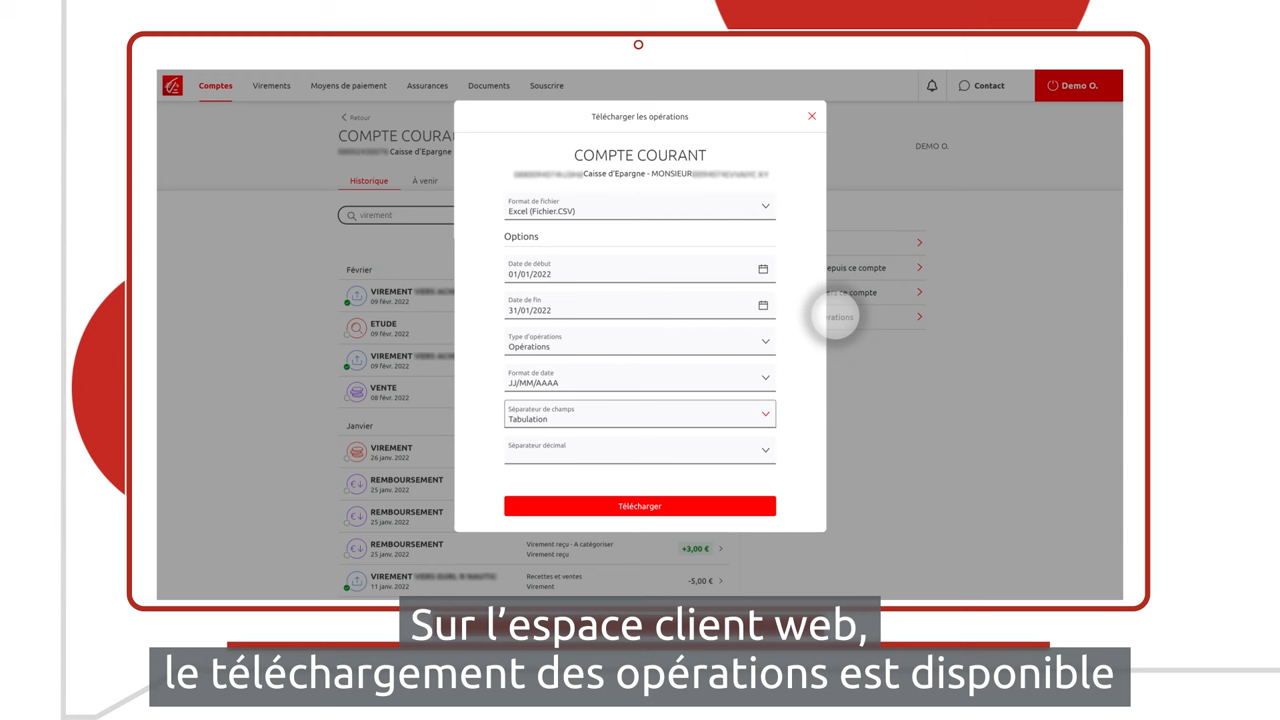 Comptes Virements Moyens de paiement Assurances Documents Souscrire Contact Demo O.
Retour
COMPTE COURA
Caisse d'Epargne
DEMO O.
Historique À venir
virement
Février
VIREMENT
09 févr. 2022
ETUDE
09 févr. 2022
VIREMENT
09 févr. 2022
VENTE
08 févr. 2022
Janvier
VIREMENT
26 janv. 2022
REMBOURSEMENT
25 janv. 2022
REMBOURSEMENT
25 janv. 2022
REMBOURSEMENT
25 janv. 2022
Virement reçu - A catégoriser
Virement reçu
+3,00 €
VIREMENT
11 janv. 2022
Recettes et ventes
Virement
-5,00 €
Télécharger les opérations
COMPTE COURANT
Caisse d'Epargne - MONSIEUR
Format de fichier
Excel (Fichier.CSV)
Options
Date de début
01/01/2022
Date de fin
31/01/2022
Type d'opérations
Opérations
Format de date
JJ/MM/AAAA
Séparateur de champs
Tabulation
Séparateur décimal
Télécharger
epuis ce compte
ers ce compte
érations
Sur l'espace client web,
le téléchargement des opérations est disponible